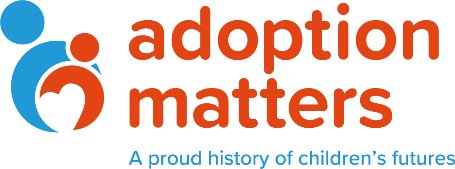 adoption
matters
A proud history of children's futures